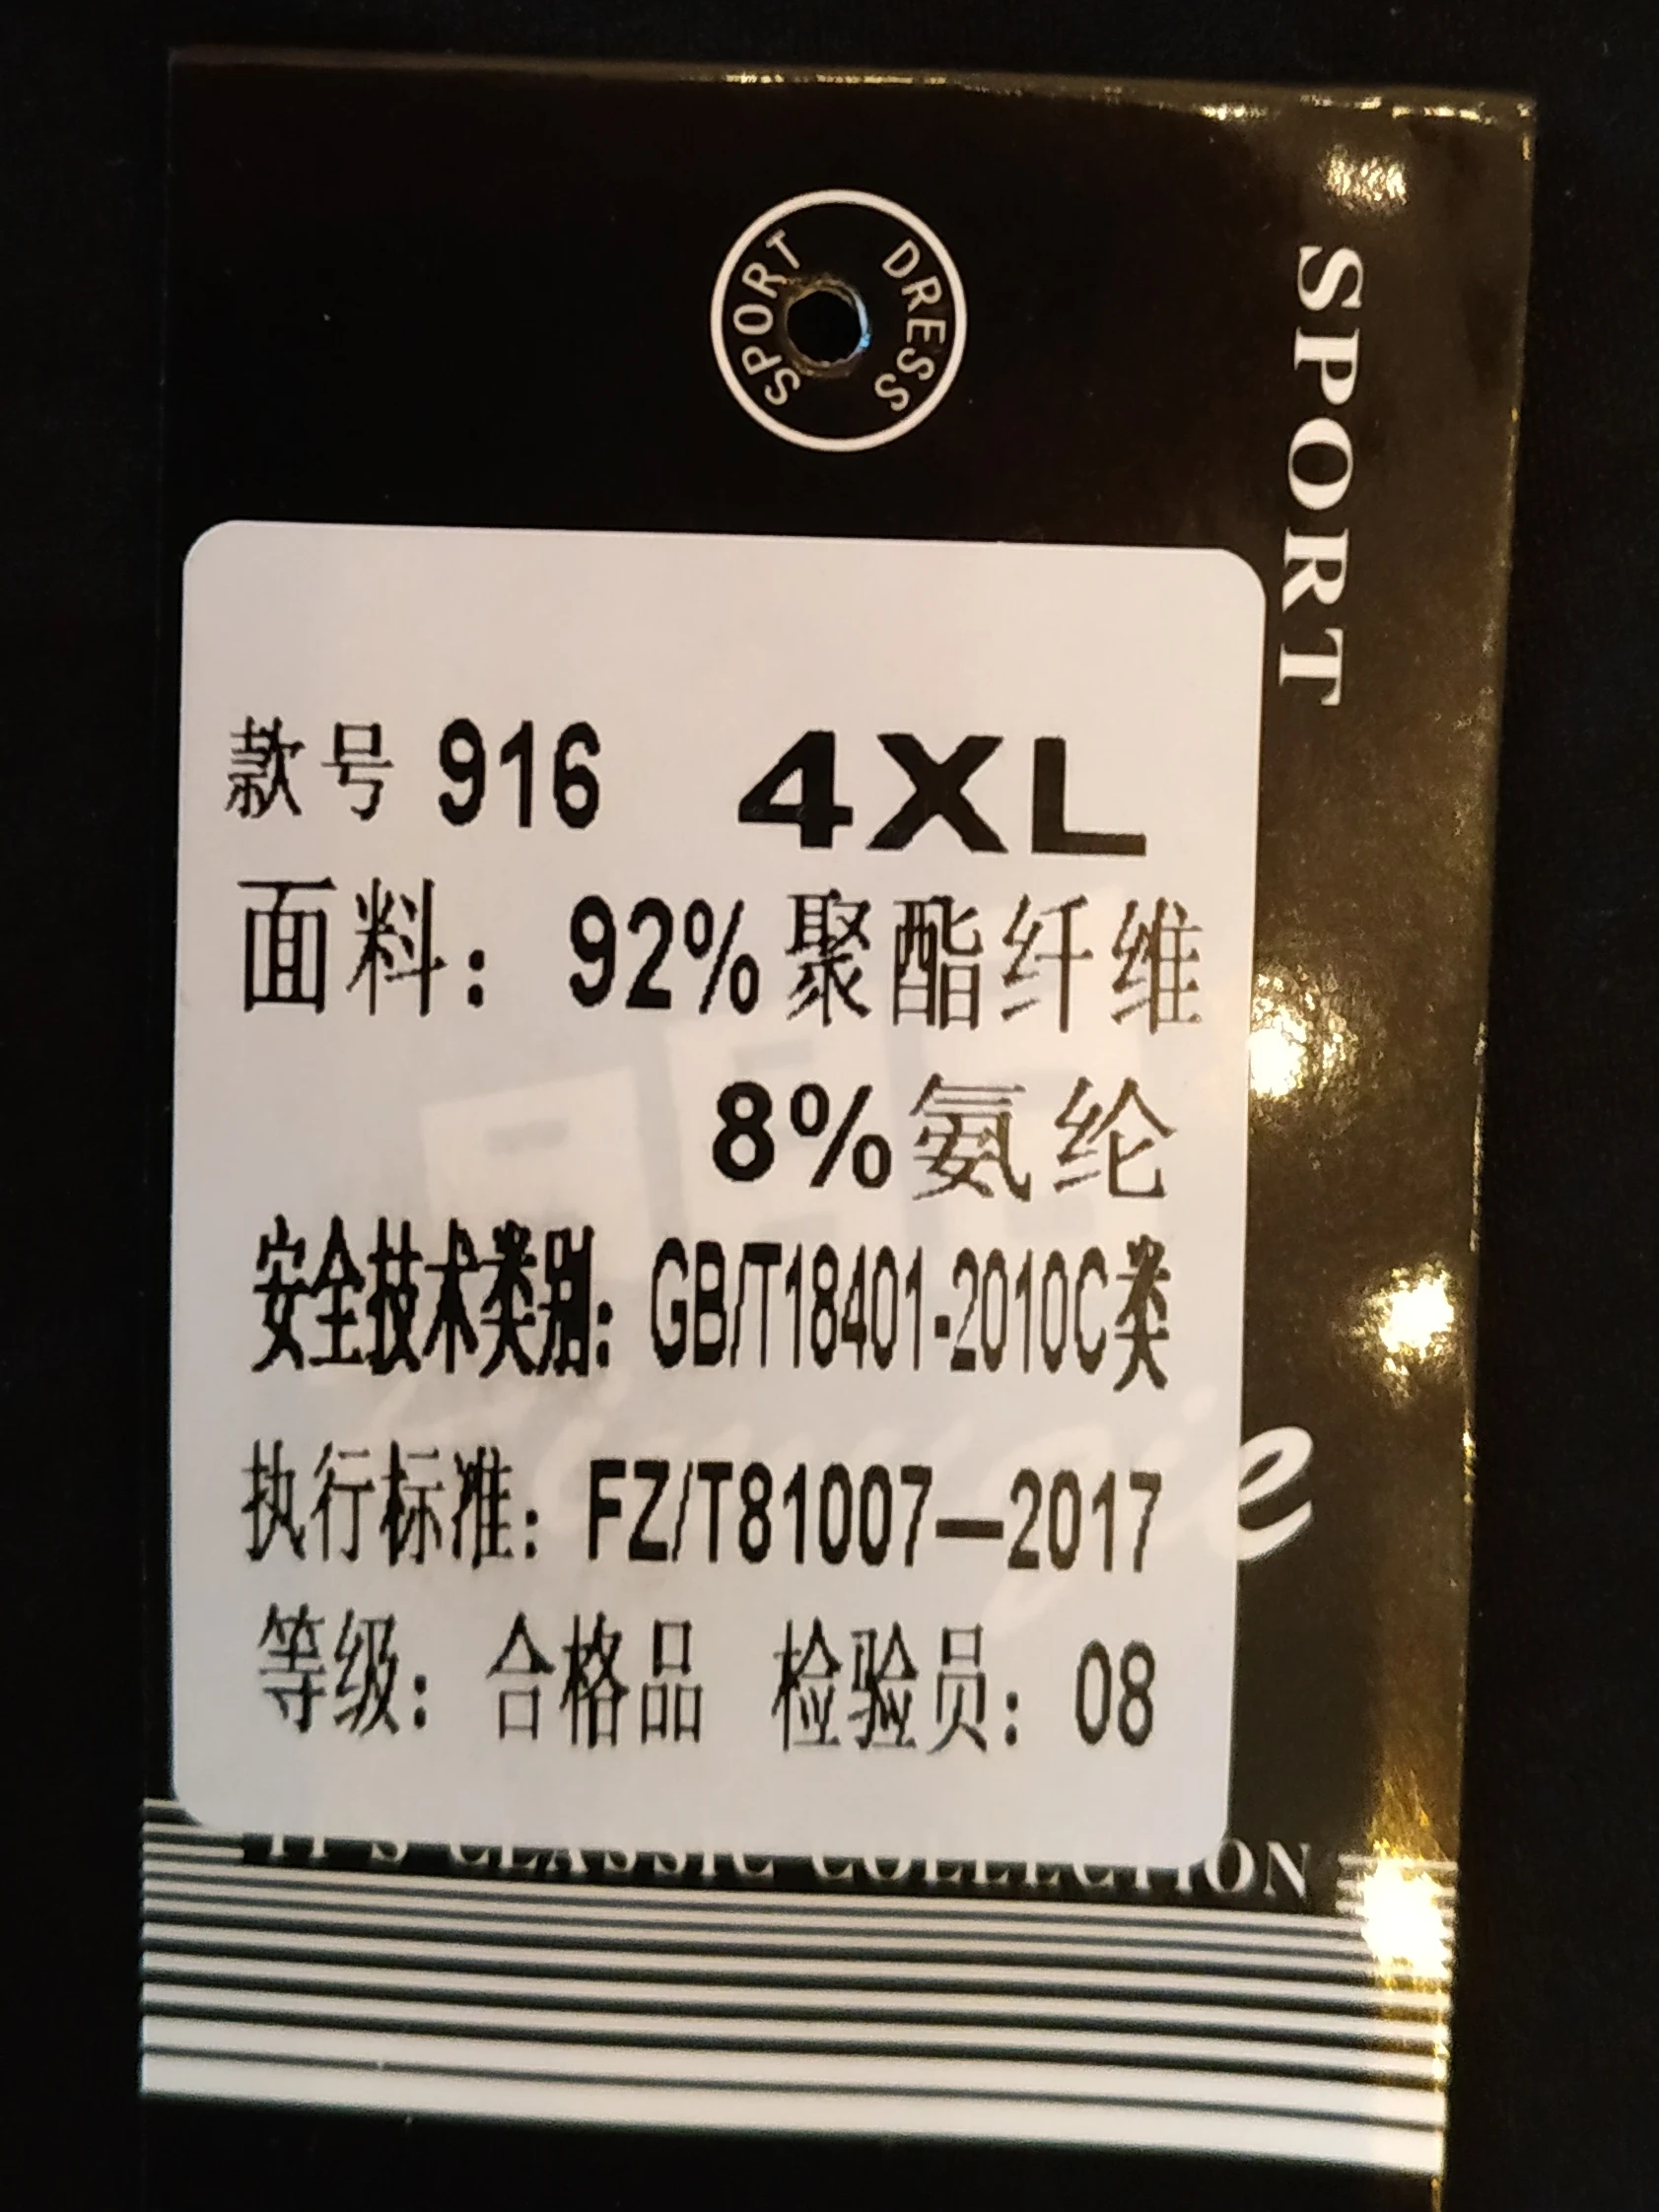 SPORT DRESS
SPORT
款号 916 4XL
面料：92%聚酯纤维
8%氨纶
安全技术类别：GB/T18401-2010C类
执行标准：FZ/T81007—2017
等级：合格品 检验员：08
IT'S CLASSIC COLLECTION